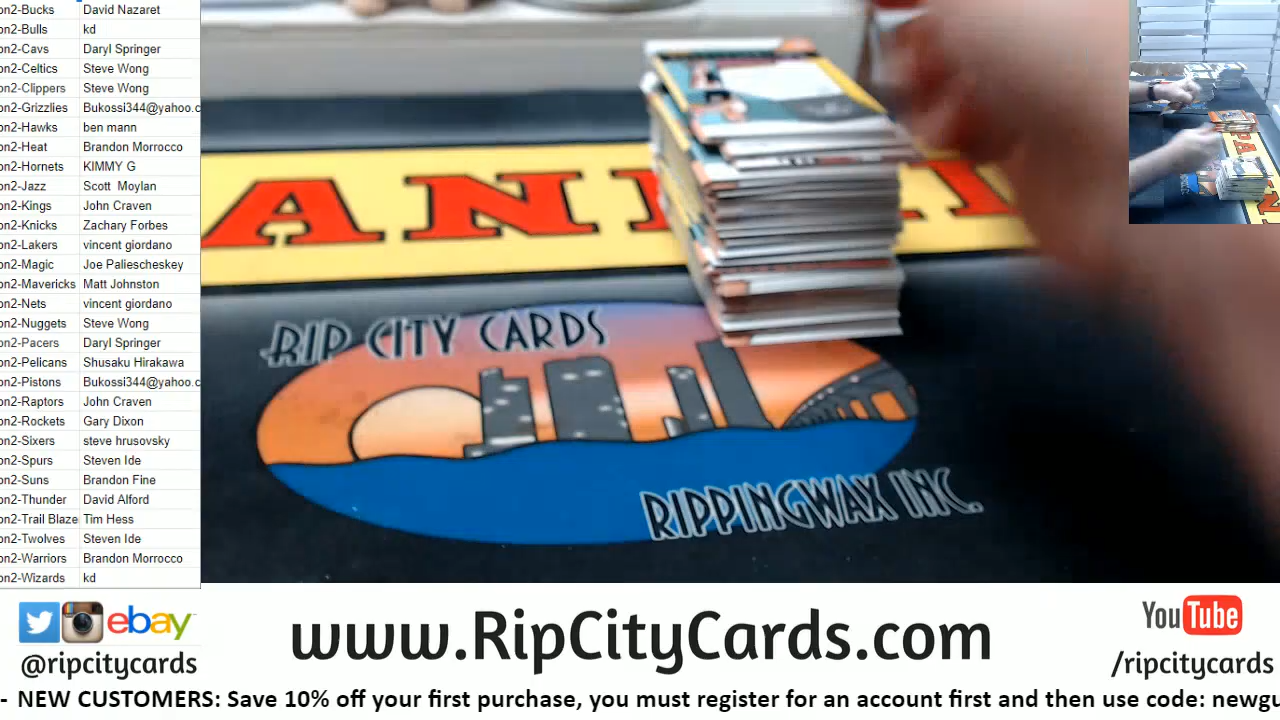 on2-Bucks David Nazaret
on2-Bulls kd
on2-Cavs Daryl Springer
on2-Celtics Steve Wong
on2-Clippers Steve Wong
on2-Grizzlies Bukossi344@yahoo.c
on2-Hawks ben mann
on2-Heat Brandon Morrocco
on2-Hornets KIMMY G
on2-Jazz Scott Moylan
on2-Kings John Craven
on2-Knicks Zachary Forbes
on2-Lakers vincent giordano
on2-Magic Joe Paliescheskey
on2-Mavericks Matt Johnston
on2-Nets vincent giordano
on2-Nuggets Steve Wong
on2-Pacers Daryl Springer
on2-Pelicans Shusaku Hirakawa
on2-Pistons Bukossi344@yahoo.c
on2-Raptors John Craven
on2-Rockets Gary Dixon
on2-Sixers steve hrusovsky
on2-Spurs Steven Ide
on2-Suns Brandon Fine
on2-Thunder David Alford
on2-Trail Blaze Tim Hess
on2-Twolves Steven Ide
on2-Warriors Brandon Morrocco
on2-Wizards kd
ANINI
RIP CITY CARDS
RIPPINGWAX INC.
ebay
@ripcitycards
www.RipCityCards.com
YouTube
/ripcitycards
- NEW CUSTOMERS: Save 10% off your first purchase, you must register for an account first and then use code: newgu